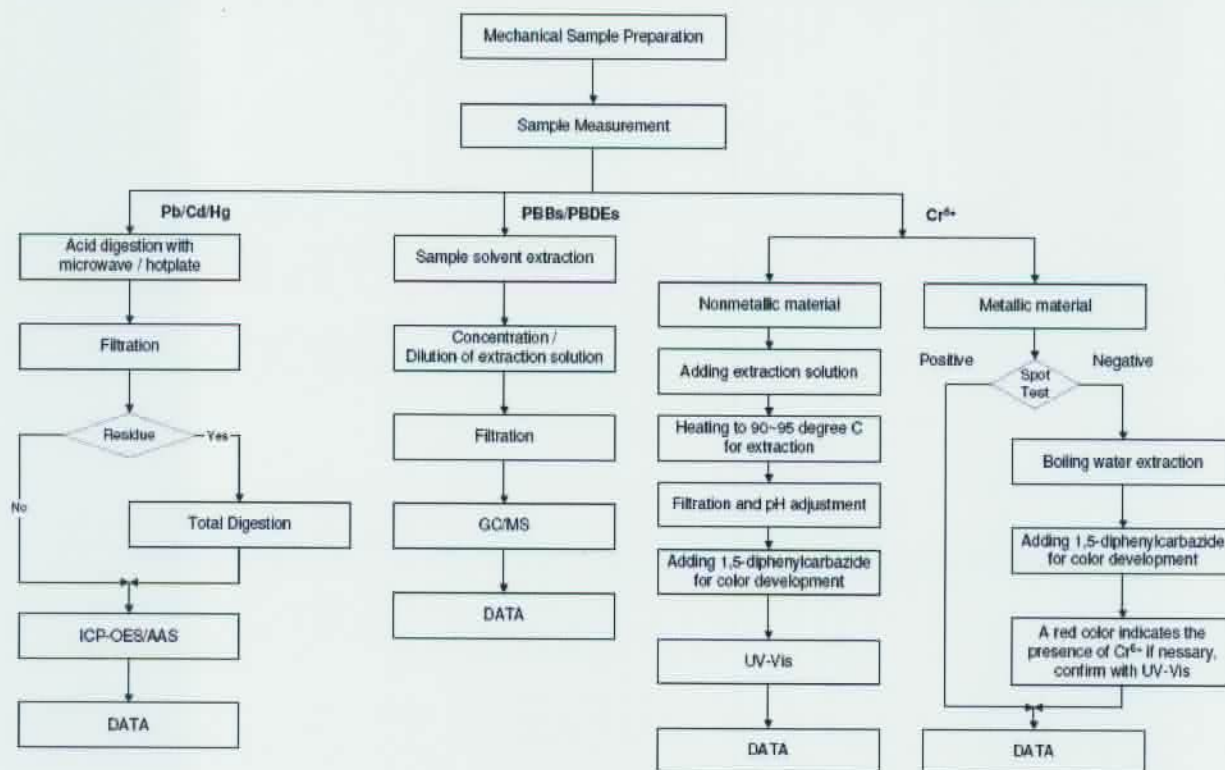 Mechanical Sample Preparation
Sample Measurement
Pb/Cd/Hg
Acid digestion with
microwave / hotplate
Filtration
Residue
Yes
No
Total Digestion
ICP-OES/AAS
DATA
PBBs/PBDEs
Sample solvent extraction
Concentration /
Dilution of extraction solution
Filtration
GC/MS
DATA
Cr⁶⁺
Nonmetallic material
Adding extraction solution
Heating to 90~95 degree C
for extraction
Filtration and pH adjustment
Adding 1,5-diphenylcarbazide
for color development
UV-Vis
DATA
Metallic material
Positive
Negative
Spot
Test
Boiling water extraction
Adding 1,5-diphenylcarbazide
for color development
A red color indicates the
presence of Cr⁶⁺ if nessary,
confirm with UV-Vis
DATA